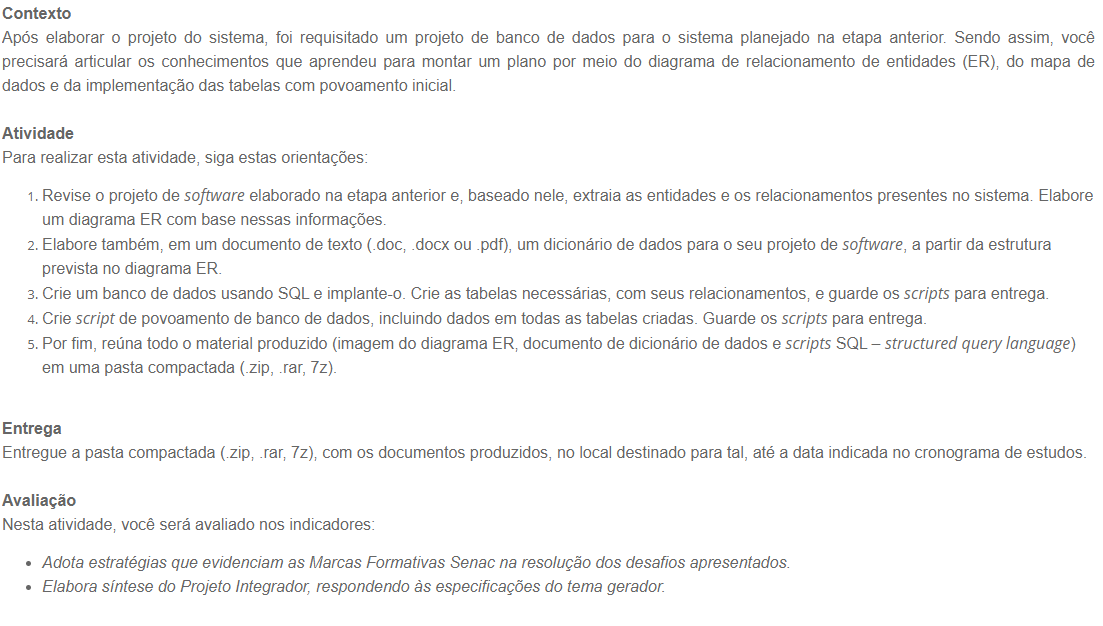 Contexto
Após elaborar o projeto do sistema, foi requisitado um projeto de banco de dados para o sistema planejado na etapa anterior. Sendo assim, você
precisará articular os conhecimentos que aprendeu para montar um plano por meio do diagrama de relacionamento de entidades (ER), do mapa de
dados e da implementação das tabelas com povoamento inicial.
Atividade
Para realizar esta atividade, siga estas orientações:
1. Revise o projeto de software elaborado na etapa anterior e, baseado nele, extraia as entidades e os relacionamentos presentes no sistema. Elabore
um diagrama ER com base nessas informações.
2. Elabore também, em um documento de texto (.doc, .docx ou .pdf), um dicionário de dados para o seu projeto de software, a partir da estrutura
prevista no diagrama ER.
3. Crie um banco de dados usando SQL e implante-o. Crie as tabelas necessárias, com seus relacionamentos, e guarde os scripts para entrega.
4. Crie script de povoamento de banco de dados, incluindo dados em todas as tabelas criadas. Guarde os scripts para entrega.
5. Por fim, reúna todo o material produzido (imagem do diagrama ER, documento de dicionário de dados e scripts SQL – structured query language)
em uma pasta compactada (.zip, .rar, 7z).
Entrega
Entregue a pasta compactada (.zip, .rar, 7z), com os documentos produzidos, no local destinado para tal, até a data indicada no cronograma de estudos.
Avaliação
Nesta atividade, você será avaliado nos indicadores:
• Adota estratégias que evidenciam as Marcas Formativas Senac na resolução dos desafios apresentados.
• Elabora síntese do Projeto Integrador, respondendo às especificações do tema gerador.